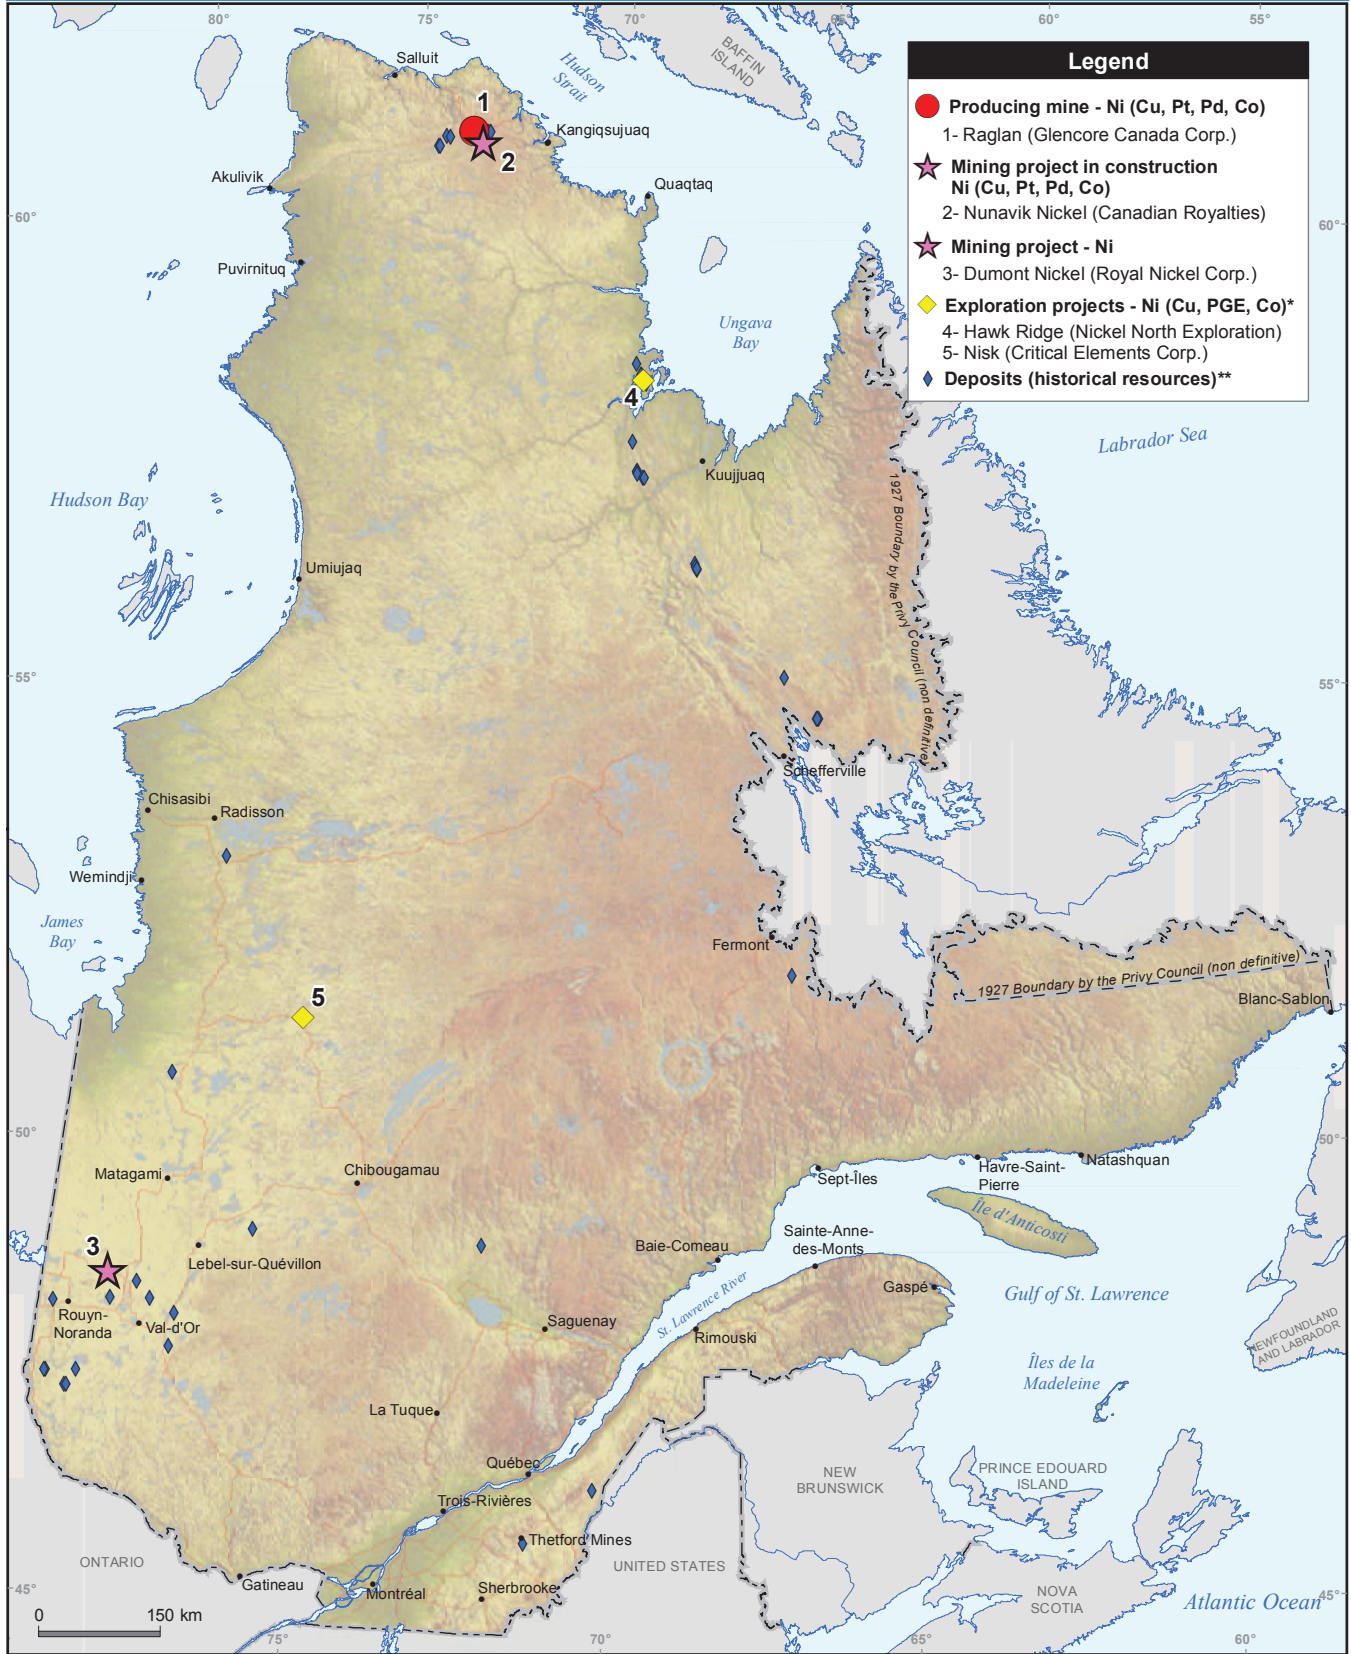 80°
75°
70°
65°
60°
55°
Legend
Producing mine - Ni (Cu, Pt, Pd, Co)
1- Raglan (Glencore Canada Corp.)
Mining project in construction
Ni (Cu, Pt, Pd, Co)
2- Nunavik Nickel (Canadian Royalties)
Mining project - Ni
3- Dumont Nickel (Royal Nickel Corp.)
Exploration projects - Ni (Cu, PGE, Co)*
4- Hawk Ridge (Nickel North Exploration)
5- Nisk (Critical Elements Corp.)
Deposits (historical resources)**
BAFFIN
ISLAND
Hudson
Strait
Salluit
1
Kangiqsujuaq
2
Akulivik
Quaqtaq
60°
60°
Puvirnituq
Ungava
Bay
4
Labrador Sea
Kuujjuaq
Hudson Bay
1927 Boundary by the Privy Council (non definitive)
Umiujaq
55°
55°
Schefferville
Chisasibi
Radisson
Wemindji
James
Bay
Fermont
1927 Boundary by the Privy Council (non definitive)
Blanc-Sablon
5
50°
50°
Matagami
Chibougamau
Sept-Îles
Havre-Saint-
Pierre
Natashquan
Île d'Anticosti
Sainte-Anne-
des-Monts
Baie-Comeau
3
Lebel-sur-Quévillon
Gaspé
Gulf of St. Lawrence
St. Lawrence River
Rouyn-
Noranda
Val-d'Or
Saguenay
Rimouski
NEWFOUNDLAND
AND LABRADOR
Îles de la
Madeleine
La Tuque
Québec
NEW
BRUNSWICK
PRINCE EDOUARD
ISLAND
Trois-Rivières
Thetford Mines
ONTARIO
UNITED STATES
Gatineau
Montréal
Sherbrooke
NOVA
SCOTIA
Atlantic Ocean
45°
45°
0
150 km
75°
70°
65°
60°